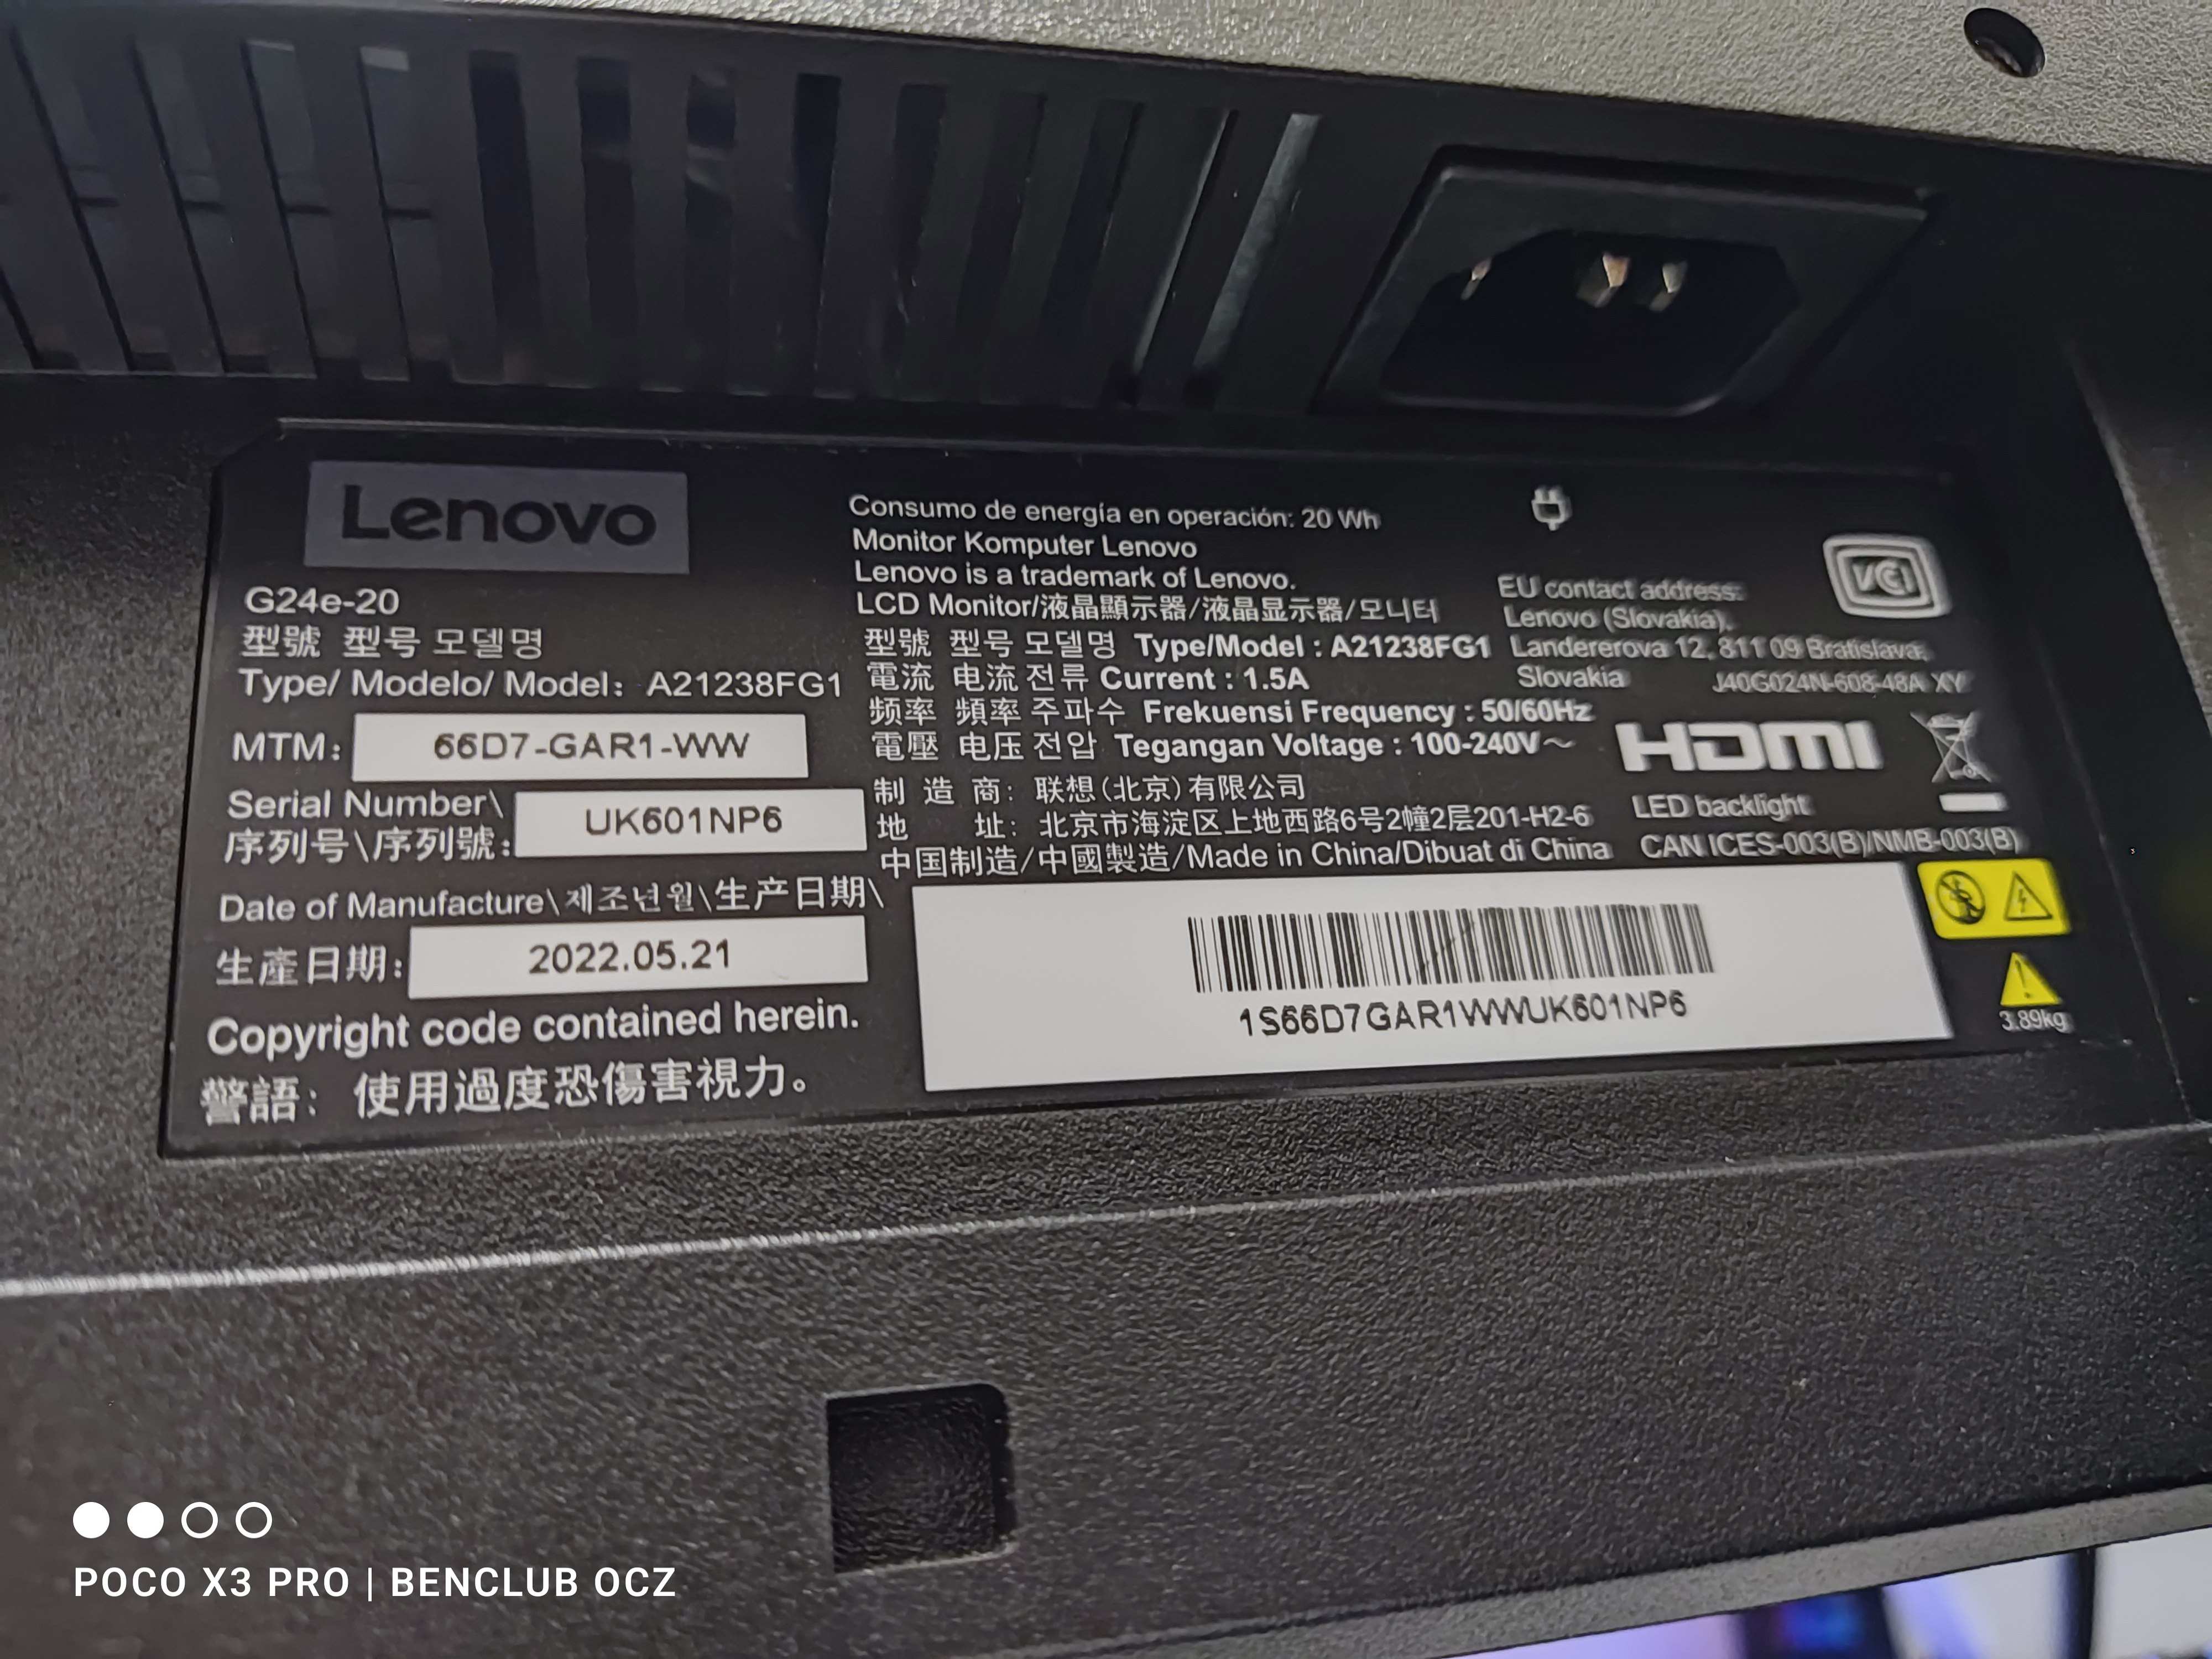 Lenovo
G24e-20
型號 型号 모델명
Type/ Modelo/ Model: A21238FG1
MTM: 66D7-GAR1-WW
Serial Number\
序列号\序列號: UK601NP6
Date of Manufacture\제조년월\生产日期\
生產日期: 2022.05.21
Copyright code contained herein.
警語: 使用過度恐傷害視力。
Consumo de energía en operación: 20 Wh
Monitor Komputer Lenovo
Lenovo is a trademark of Lenovo.
LCD Monitor/液晶顯示器/液晶显示器/모니터
型號 型号 모델명 Type/Model : A21238FG1
電流 电流 전류 Current : 1.5A
频率 頻率 주파수 Frekuensi Frequency : 50/60Hz
電壓 电压 전압 Tegangan Voltage : 100-240V～
制 造 商: 联想(北京)有限公司
地 址: 北京市海淀区上地西路6号2幢2层201-H2-6
中国制造/中國製造/Made in China/Dibuat di China
1S66D7GAR1WWUK601NP6
EU contact address:
Lenovo (Slovakia),
Landererova 12, 811 09 Bratislava,
Slovakia
J40G024N-608-48A XY
VCI
HDMI
LED backlight
CAN ICES-003(B)/NMB-003(B)
3.89kg
POCO X3 PRO | BENCLUB OCZ